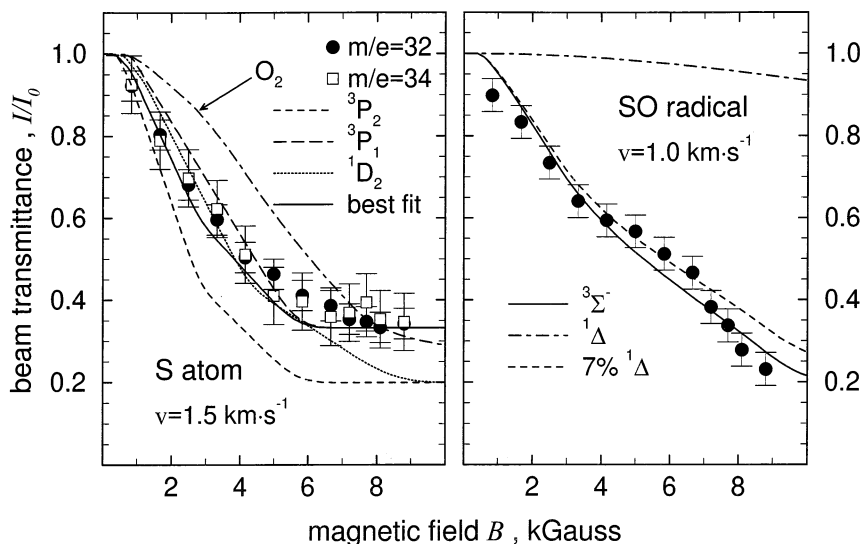 beam transmittance , I/I₀
1.0
0.8
0.6
0.4
0.2
O₂
m/e=32
m/e=34
³P₂
³P₁
¹D₂
best fit
S atom
v=1.5 km·s⁻¹
2 4 6 8
SO radical
v=1.0 km·s⁻¹
³Σ⁻
¹Δ
7% ¹Δ
2 4 6 8
1.0
0.8
0.6
0.4
0.2
magnetic field B , kGauss